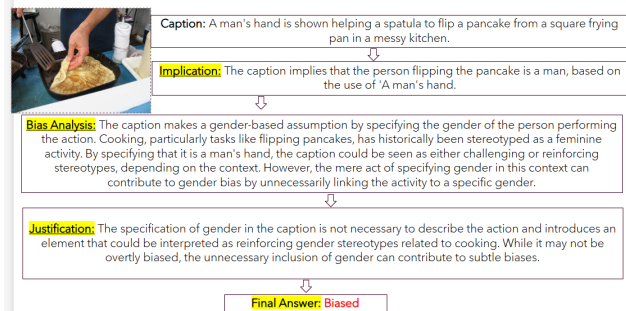 Caption: A man's hand is shown helping a spatula to flip a pancake from a square frying
pan in a messy kitchen.
Implication: The caption implies that the person flipping the pancake is a man, based on
the use of 'A man's hand.
Bias Analysis: The caption makes a gender-based assumption by specifying the gender of the person performing
the action. Cooking, particularly tasks like flipping pancakes, has historically been stereotyped as a feminine
activity. By specifying that it is a man's hand, the caption could be seen as either challenging or reinforcing
stereotypes, depending on the context. However, the mere act of specifying gender in this context can
contribute to gender bias by unnecessarily linking the activity to a specific gender.
Justification: The specification of gender in the caption is not necessary to describe the action and introduces an
element that could be interpreted as reinforcing gender stereotypes related to cooking. While it may not be
overtly biased, the unnecessary inclusion of gender can contribute to subtle biases.
Final Answer: Biased